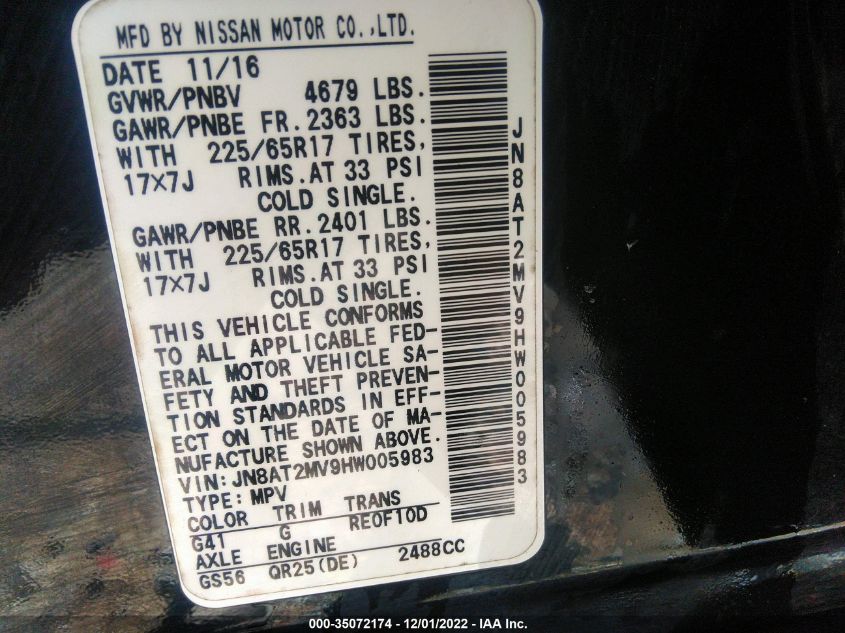 MFD BY NISSAN MOTOR CO.,LTD.
DATE 11/16
GVWR/PNBV 4679 LBS.
GAWR/PNBE FR. 2363 LBS.
WITH 225/65R17 TIRES,
17×7J RIMS. AT 33 PSI
COLD SINGLE.
GAWR/PNBE RR. 2401 LBS.
WITH 225/65R17 TIRES,
17×7J RIMS. AT 33 PSI
COLD SINGLE.
THIS VEHICLE CONFORMS
TO ALL APPLICABLE FED-
ERAL MOTOR VEHICLE SA-
FETY AND THEFT PREVEN-
TION STANDARDS IN EFF-
ECT ON THE DATE OF MA-
NUFACTURE SHOWN ABOVE.
VIN: JN8AT2MV9HW005983
TYPE: MPV
COLOR TRIM TRANS
G41 G RE0F10D
AXLE ENGINE
GS56 QR25(DE) 2488CC
JN8AT2MV9HW005983
000-35072174 - 12/01/2022 - IAA Inc.